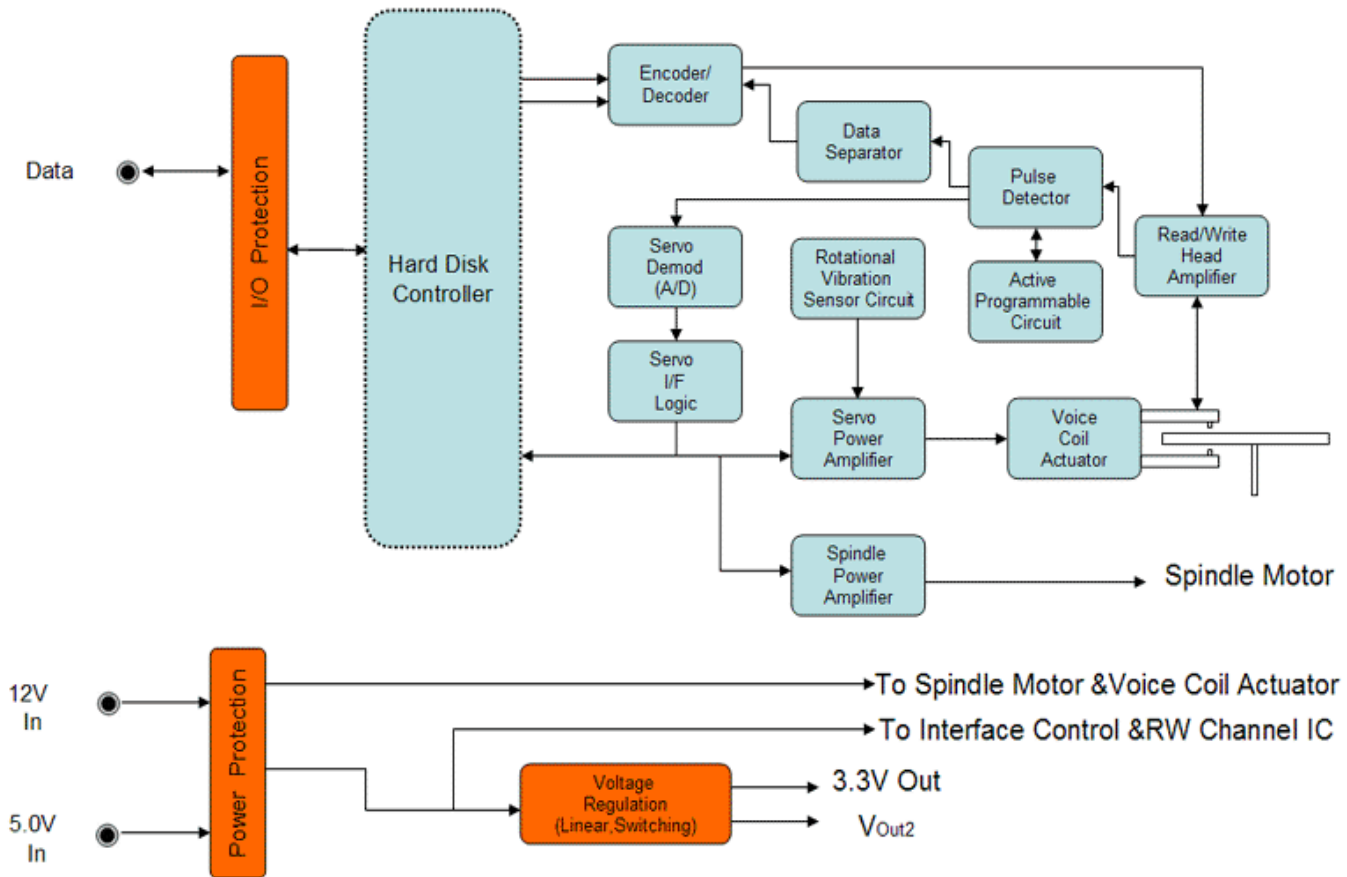 Encoder/
Decoder
Data
Separator
Data
I/O Protection
Pulse
Detector
Hard Disk
Controller
Servo
Demod
(A/D)
Rotational
Vibration
Sensor Circuit
Active
Programmable
Circuit
Read/Write
Head
Amplifier
Servo
I/F
Logic
Servo
Power
Amplifier
Voice
Coil
Actuator
Spindle
Power
Amplifier
Spindle Motor
12V
In
Power Protection
To Spindle Motor &Voice Coil Actuator
To Interface Control &RW Channel IC
5.0V
In
Voltage
Regulation
(Linear,Switching)
3.3V Out
VOut2